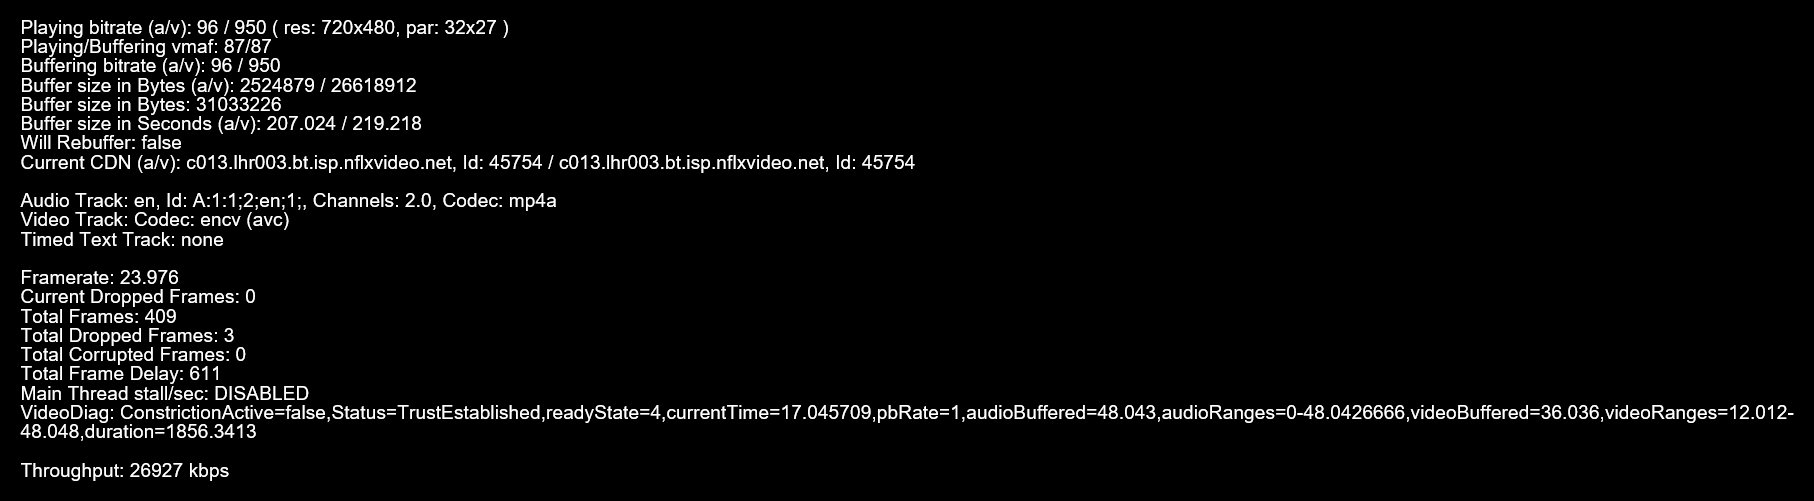 Playing bitrate (a/v): 96 / 950 ( res: 720x480, par: 32x27 )
Playing/Buffering vmaf: 87/87
Buffering bitrate (a/v): 96 / 950
Buffer size in Bytes (a/v): 2524879 / 26618912
Buffer size in Bytes: 31033226
Buffer size in Seconds (a/v): 207.024 / 219.218
Will Rebuffer: false
Current CDN (a/v): c013.lhr003.bt.isp.nflxvideo.net, Id: 45754 / c013.lhr003.bt.isp.nflxvideo.net, Id: 45754
Audio Track: en, Id: A:1:1;2;en;1;, Channels: 2.0, Codec: mp4a
Video Track: Codec: encv (avc)
Timed Text Track: none
Framerate: 23.976
Current Dropped Frames: 0
Total Frames: 409
Total Dropped Frames: 3
Total Corrupted Frames: 0
Total Frame Delay: 611
Main Thread stall/sec: DISABLED
VideoDiag: ConstrictionActive=false,Status=TrustEstablished,readyState=4,currentTime=17.045709,pbRate=1,audioBuffered=48.043,audioRanges=0-48.0426666,videoBuffered=36.036,videoRanges=12.012-
48.048,duration=1856.3413
Throughput: 26927 kbps